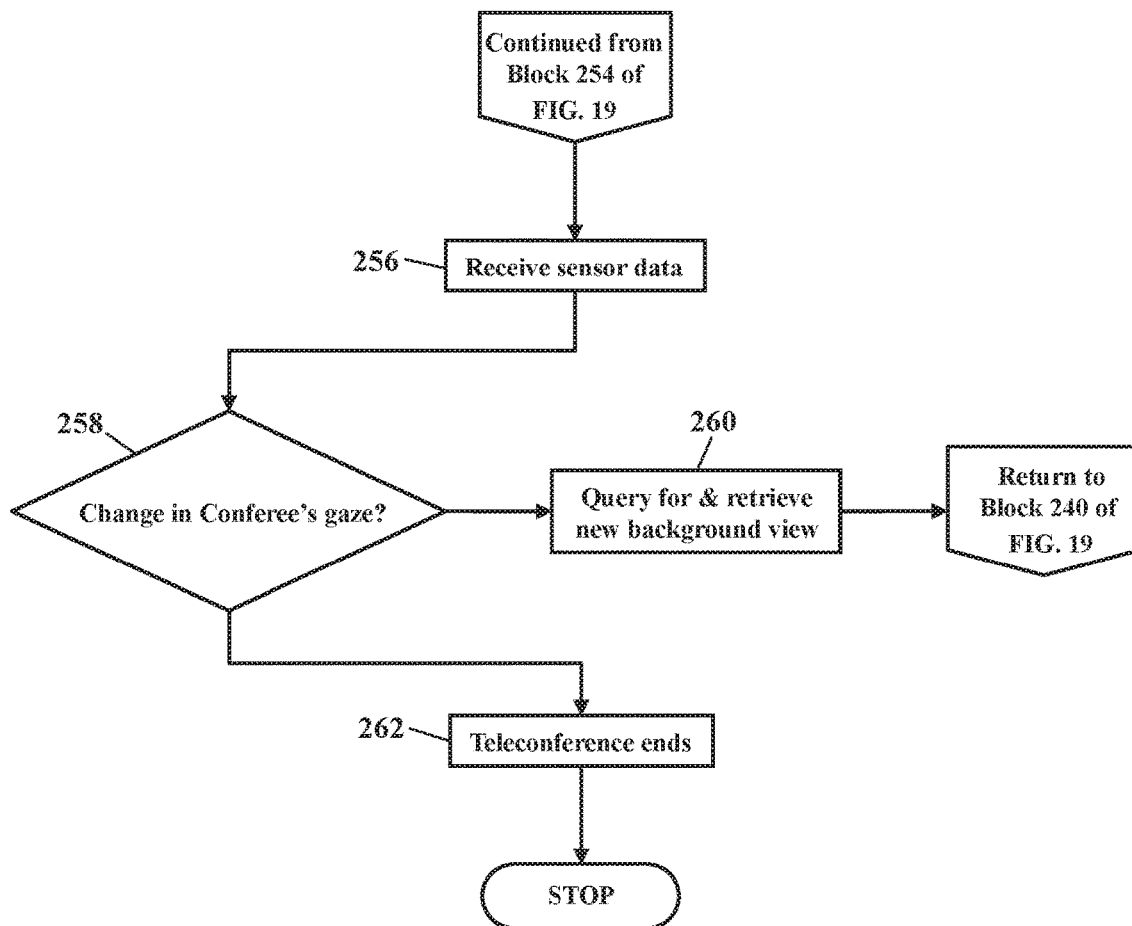 Continued from
Block 254 of
FIG. 19
256
Receive sensor data
258
Change in Conferee's gaze?
260
Query for & retrieve
new background view
Return to
Block 240 of
FIG. 19
262
Teleconference ends
STOP